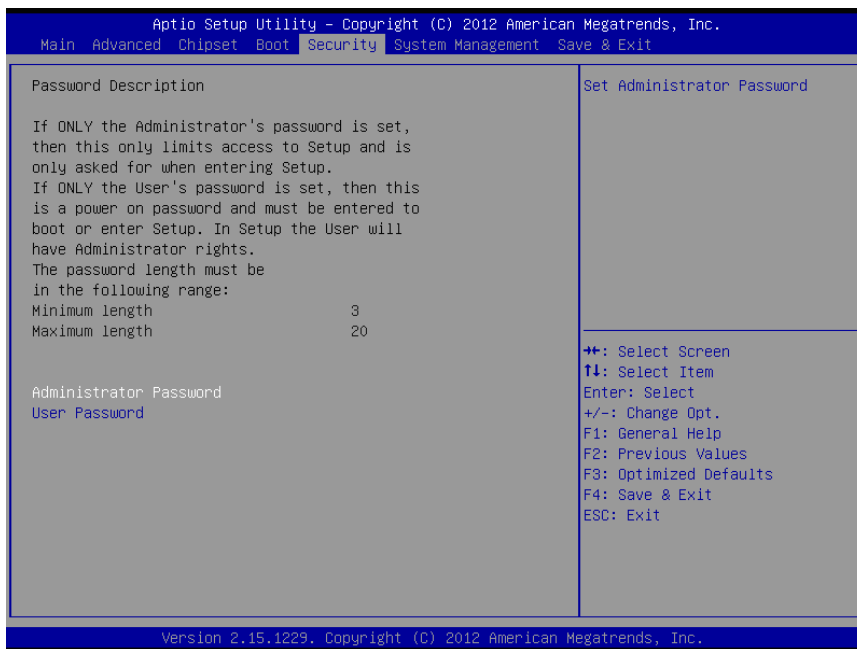 Aptio Setup Utility – Copyright (C) 2012 American Megatrends, Inc.
Main Advanced Chipset Boot Security System Management Save & Exit
Password Description
If ONLY the Administrator's password is set,
then this only limits access to Setup and is
only asked for when entering Setup.
If ONLY the User's password is set, then this
is a power on password and must be entered to
boot or enter Setup. In Setup the User will
have Administrator rights.
The password length must be
in the following range:
Minimum length 3
Maximum length 20
Administrator Password
User Password
Set Administrator Password
→←: Select Screen
↑↓: Select Item
Enter: Select
+/-: Change Opt.
F1: General Help
F2: Previous Values
F3: Optimized Defaults
F4: Save & Exit
ESC: Exit
Version 2.15.1229. Copyright (C) 2012 American Megatrends, Inc.